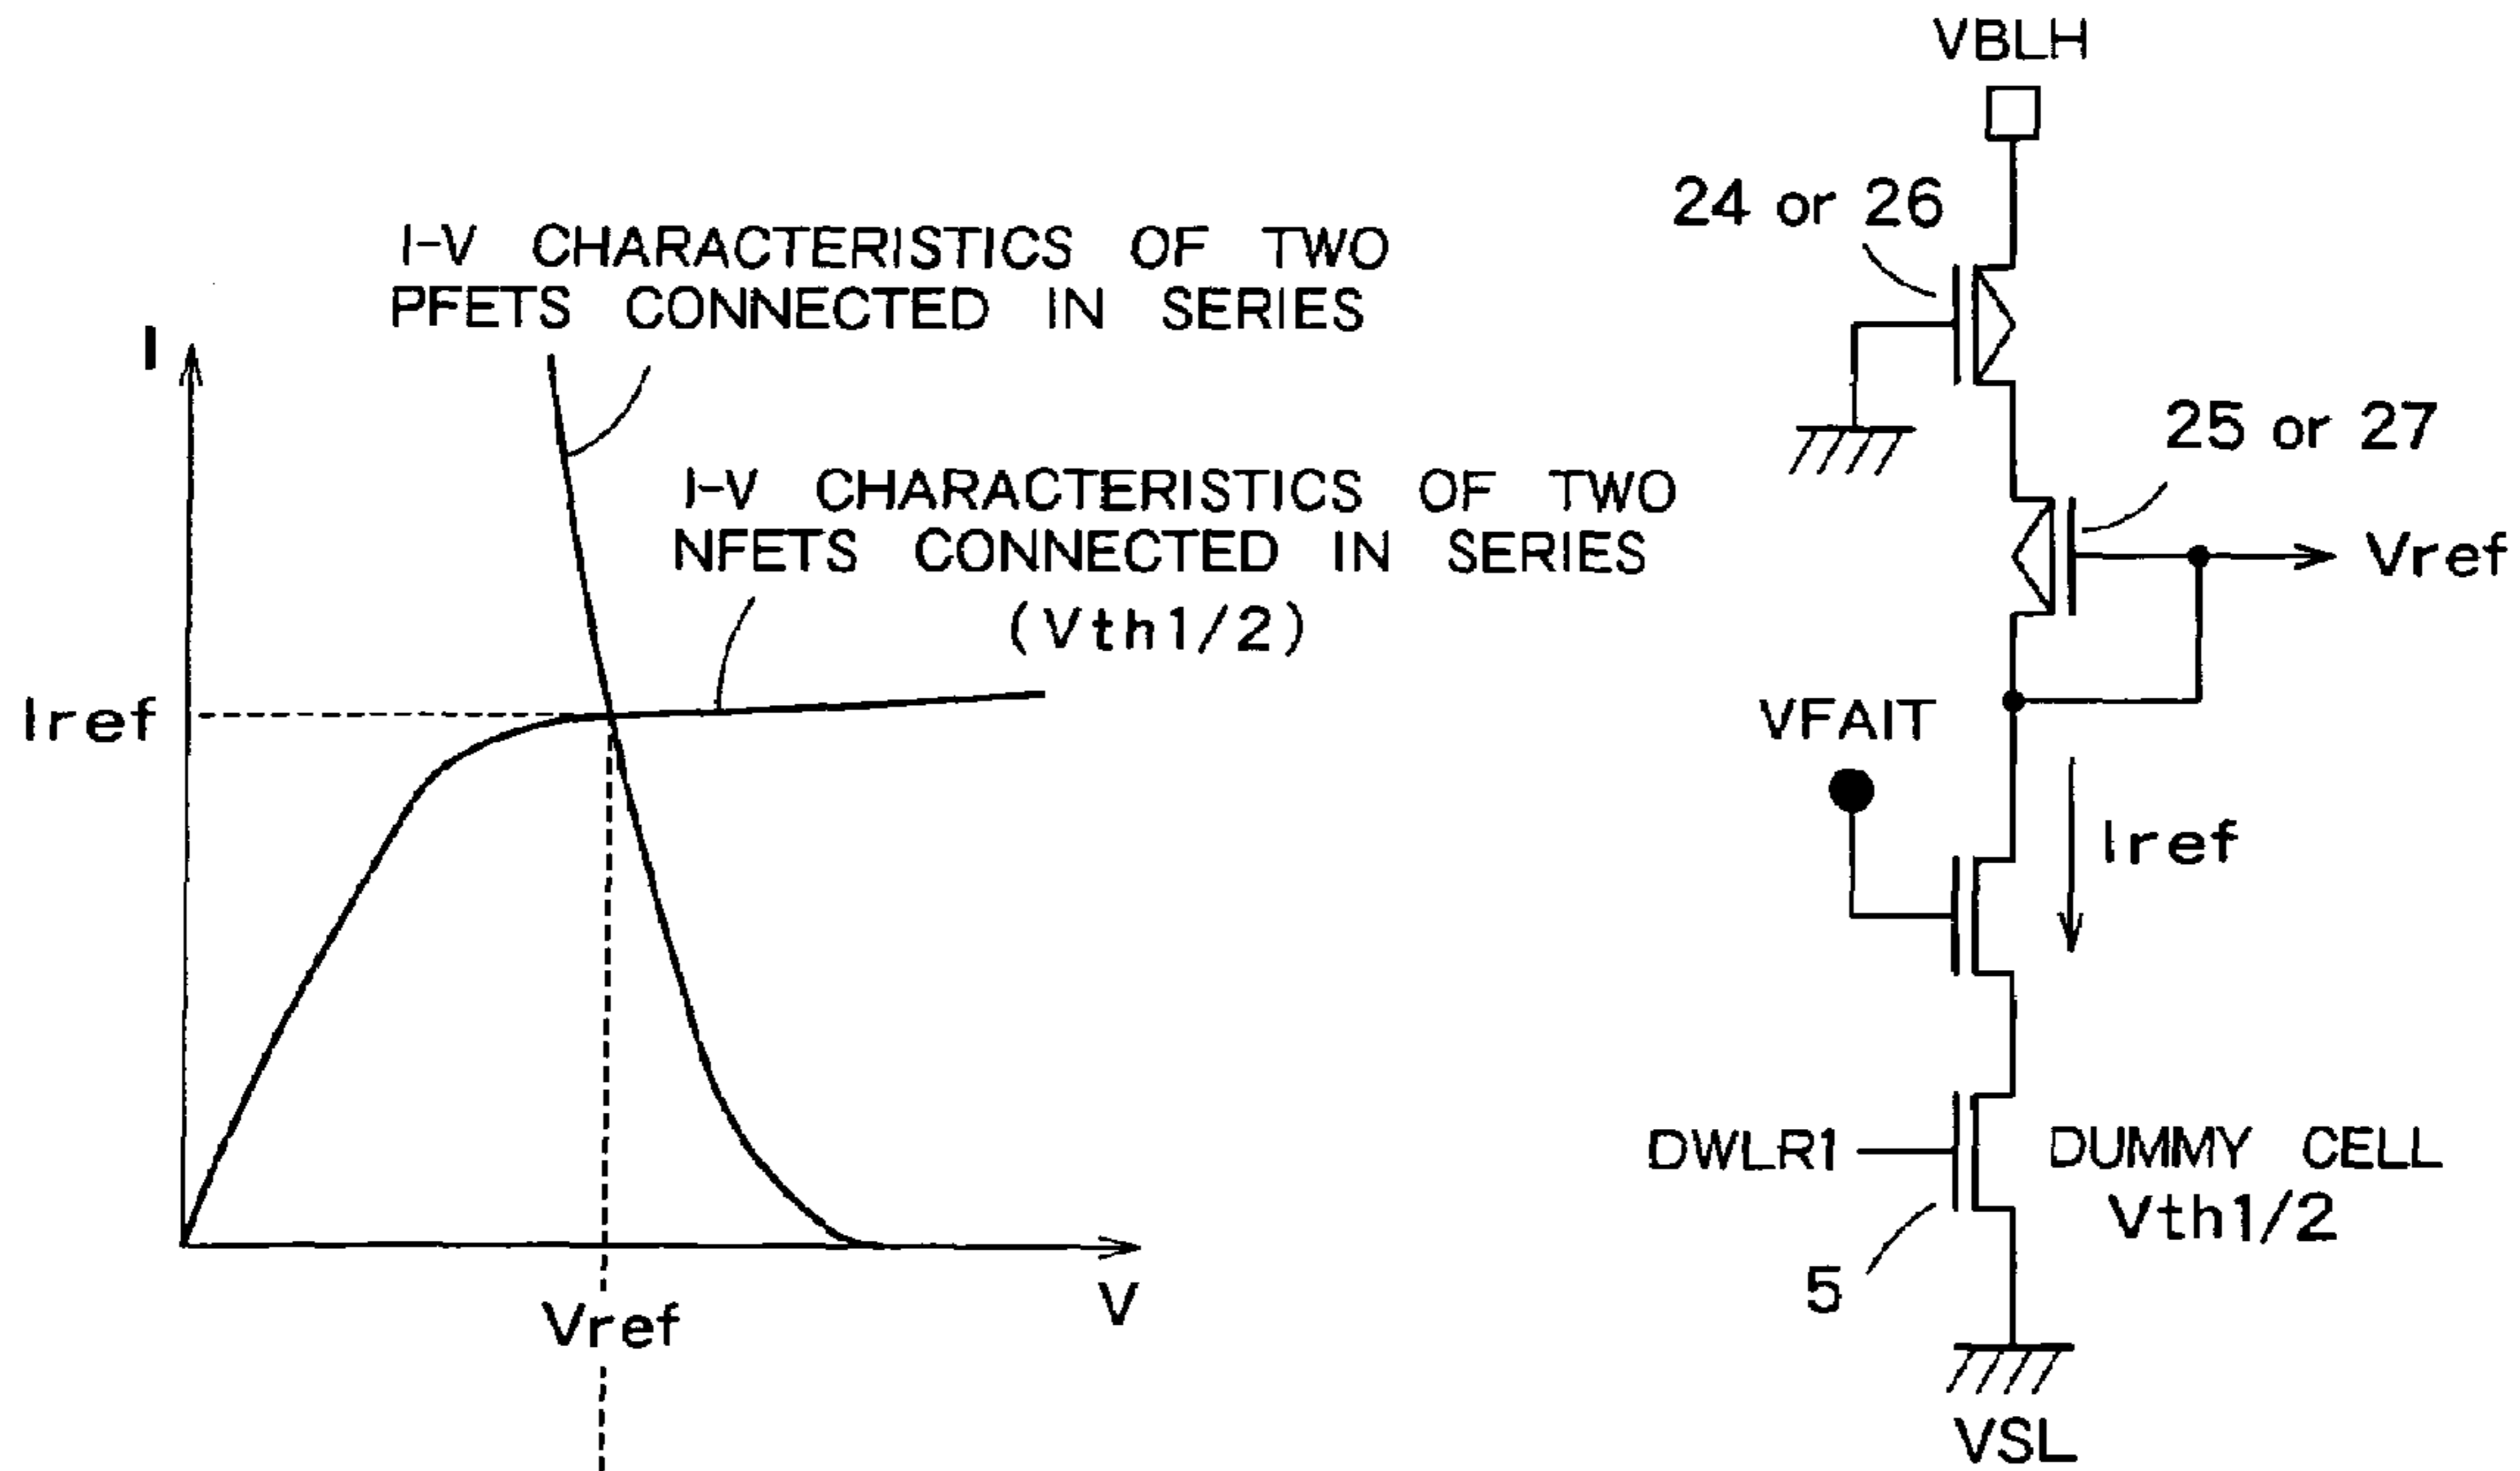 I-V CHARACTERISTICS OF TWO
PFETS CONNECTED IN SERIES
I
I-V CHARACTERISTICS OF TWO
NFETS CONNECTED IN SERIES
(Vth1/2)
Iref
Vref
V
VBLH
24 or 26
25 or 27
Vref
VFAIT
Iref
DWLR1
DUMMY CELL
Vth1/2
5
VSL